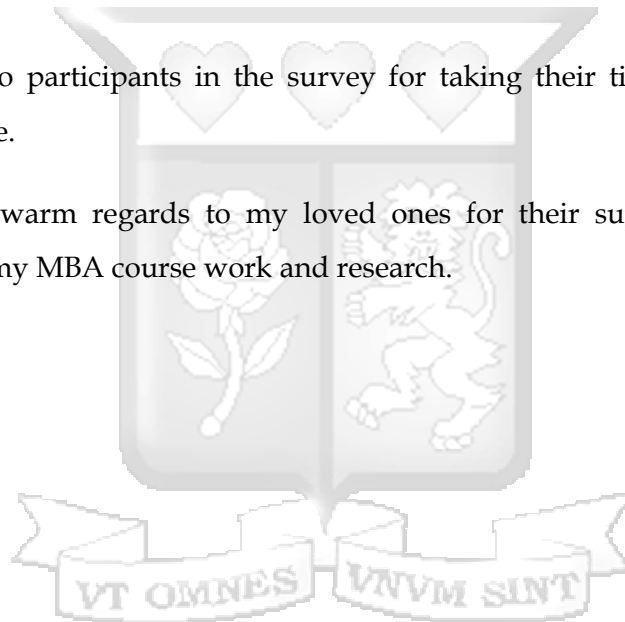 o participants in the survey for taking their ti
e.
warm regards to my loved ones for their su
my MBA course work and research.
VT OMNES VNVM SINT